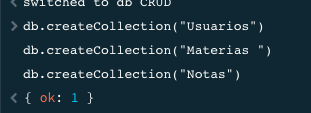 switched to db CRUD
> db.createCollection("Usuarios")
db.createCollection("Materias ")
db.createCollection("Notas")
< { ok: 1 }